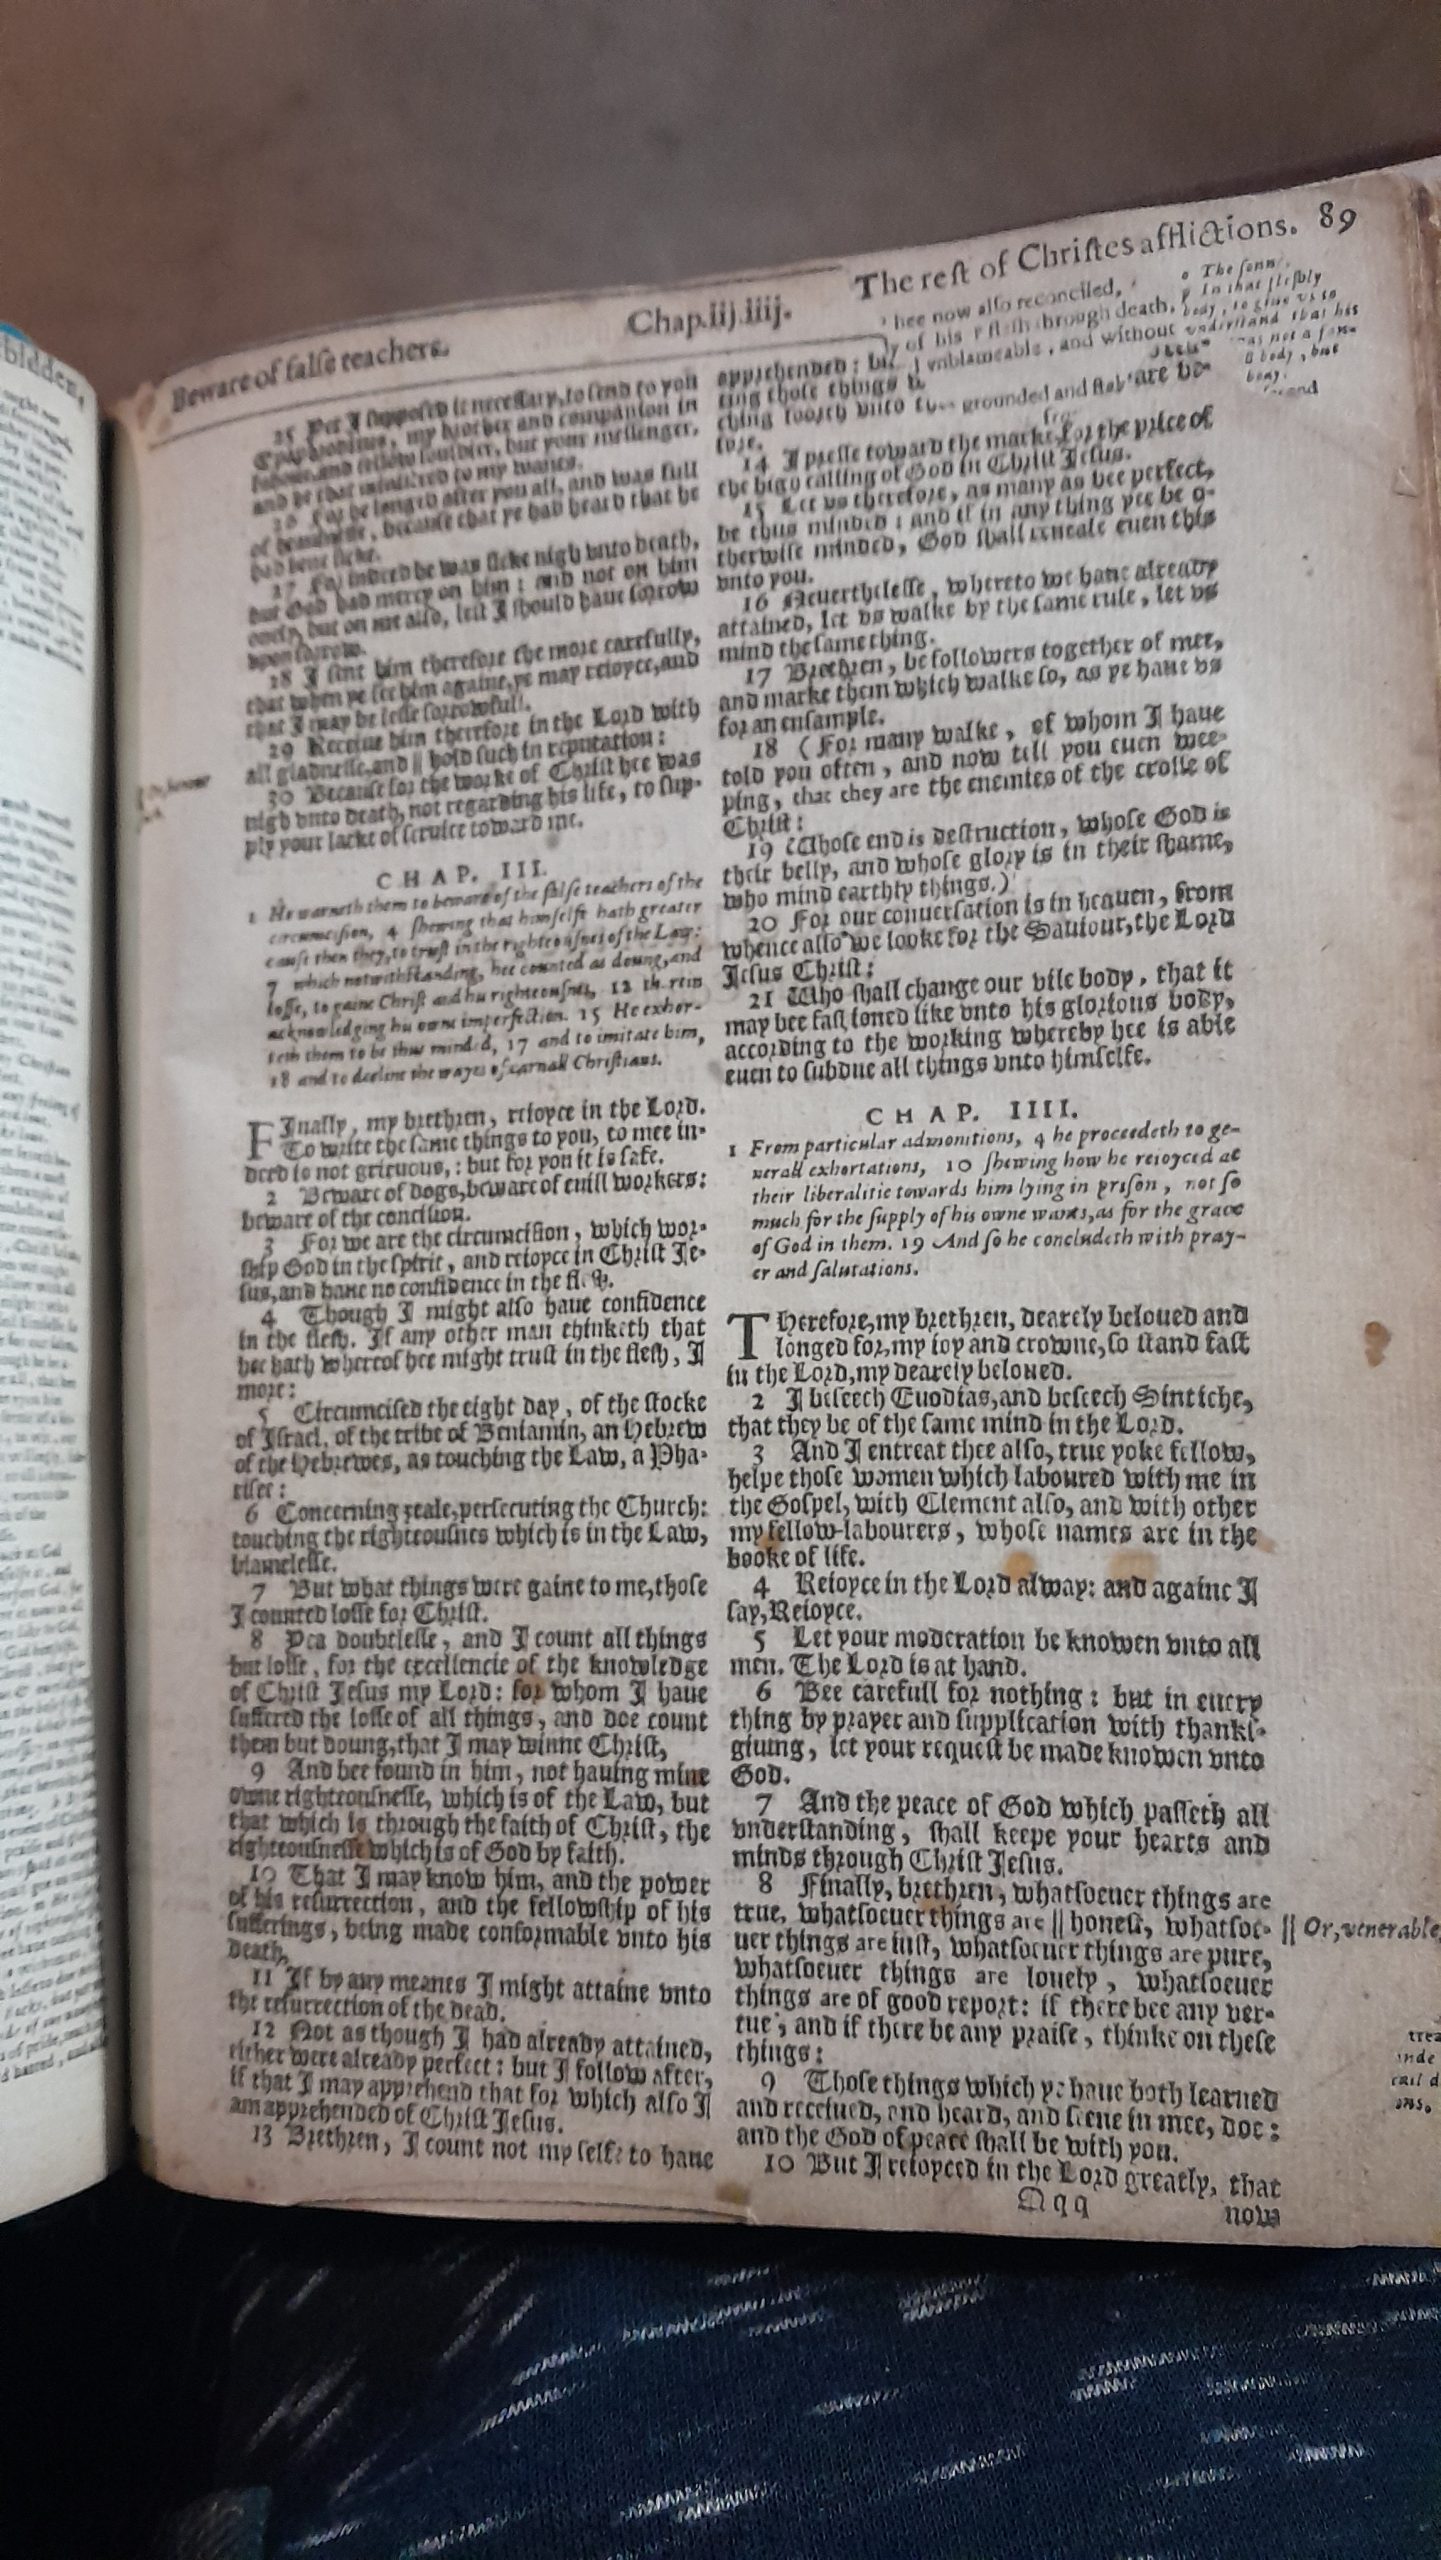 Beware of false teachers.
Chap.iij.iiij.
The rest of Christes afflictions. 89
25 Yet I supposed it necessary, to send to you
Epaphroditus, my brother and companion in
labour, and fellow souldier, but your messenger,
and he that ministred to my wants.
26 For he longed after you all, and was full
of heauinesse, because that ye had heard that he
had bene sicke.
27 For indeed he was sicke nigh vnto death,
but God had mercy on him: and not on him
onely, but on me also, lest I should haue sorrow
vpon sorrow.
28 I sent him therefore the more carefully,
that when ye see him againe, ye may reioyce, and
that I may be lesse sorrowfull.
29 Receiue him therefore in the Lord with
all gladnesse, and || hold such in reputation:
30 Because for the worke of Christ hee was
nigh vnto death, not regarding his life, to sup-
ply your lacke of seruice toward me.
CHAP. III.
1 He warneth them to beware of the false teachers of the
circumcision, 4 shewing that himselfe hath greater
cause then they, to trust in the righteousnes of the Law:
7 which notwithstanding, hee counted as doung, and
losse, to gaine Christ and his righteousnes, 12 therein
acknowledging his owne imperfection. 15 He exhor-
teth them to be thus minded, 17 and to imitate him,
18 and to decline the wayes of carnall Christians.
FInally, my brethren, reioyce in the Lord.
To write the same things to you, to mee in-
deed is not grieuous,: but for you it is safe.
2 Beware of dogs, beware of euill workers:
beware of the concision.
3 For we are the circumcision, which wor-
ship God in the spirit, and reioyce in Christ Ie-
sus, and haue no confidence in the flesh.
4 Though I might also haue confidence
in the flesh. If any other man thinketh that
hee hath whereof hee might trust in the flesh, I
more:
5 Circumcised the eight day, of the stocke
of Israel, of the tribe of Beniamin, an Hebrew
of the Hebrewes, as touching the Law, a Pha-
risee:
6 Concerning zeale, persecuting the Church:
touching the righteousnes which is in the Law,
blamelesse.
7 But what things were gaine to me, those
I counted losse for Christ.
8 Yea doubtlesse, and I count all things
but losse, for the excellencie of the knowledge
of Christ Iesus my Lord: for whom I haue
suffered the losse of all things, and doe count
them but doung, that I may winne Christ,
9 And bee found in him, not hauing mine
owne righteousnesse, which is of the Law, but
that which is through the faith of Christ, the
righteousnesse which is of God by faith.
10 That I may know him, and the power
of his resurrection, and the fellowship of his
sufferings, being made conformable vnto his
death,
11 If by any meanes I might attaine vnto
the resurrection of the dead.
12 Not as though I had already attained,
either were already perfect: but I follow after,
if that I may apprehend that for which also I
am apprehended of Christ Iesus.
13 Brethren, I count not my selfe to haue
hee now also reconciled,
of his flesh through death,
vnblameable, and without
grounded and
apprehended:
ting those things
ching foorth vnto
are be-
fore.
14 I presse toward the marke for the price of
the high calling of God in Christ Iesus.
15 Let vs therefore, as many as bee perfect,
be thus minded: and if in any thing yee be o-
therwise minded, God shall reueale euen this
vnto you.
16 Neuerthelesse, whereto we haue already
attained, let vs walke by the same rule, let vs
mind the same thing.
17 Brethren, be followers together of mee,
and marke them which walke so, as ye haue vs
for an ensample.
18 (For many walke, of whom I haue
told you often, and now tell you euen wee-
ping, that they are the enemies of the crosse of
Christ:
19 Whose end is destruction, whose God is
their belly, and whose glory is in their shame,
who mind earthly things.)
20 For our conuersation is in heauen, from
whence also we looke for the Sauiour, the Lord
Iesus Christ:
21 Who shall change our vile body, that it
may bee fashioned like vnto his glorious body,
according to the working whereby hee is able
euen to subdue all things vnto himselfe.
CHAP. IIII.
1 From particular admonitions, 4 he proceedeth to ge-
nerall exhortations, 10 shewing how he reioyced at
their liberalitie towards him lying in prison, not so
much for the supply of his owne wants, as for the grace
of God in them. 19 And so he concludeth with pray-
er and salutations.
THerefore, my brethren, dearely beloued and
longed for, my ioy and crowne, so stand fast
in the Lord, my dearely beloued.
2 I beseech Euodias, and beseech Sintiche,
that they be of the same mind in the Lord.
3 And I entreat thee also, true yoke fellow,
helpe those women which laboured with me in
the Gospel, with Clement also, and with other
my fellow-labourers, whose names are in the
booke of life.
4 Reioyce in the Lord alway: and againe I
say, Reioyce.
5 Let your moderation be knowen vnto all
men. The Lord is at hand.
6 Bee carefull for nothing: but in euery
thing by prayer and supplication with thanks-
giuing, let your request be made knowen vnto
God.
7 And the peace of God which passeth all
vnderstanding, shall keepe your hearts and
minds through Christ Iesus.
8 Finally, brethren, whatsoeuer things are
true, whatsoeuer things are || honest, whatsoe-
uer things are iust, whatsoeuer things are pure,
whatsoeuer things are louely, whatsoeuer
things are of good report: if there bee any ver-
tue, and if there be any praise, thinke on these
things:
9 Those things which ye haue both learned
and receiued, and heard, and seene in mee, doe:
and the God of peace shall be with you.
10 But I reioyced in the Lord greatly, that
Qqq
now
|| Or, venerable,
In that fleshly
body, to giue vs to
vnderstand that his
body, but
body.